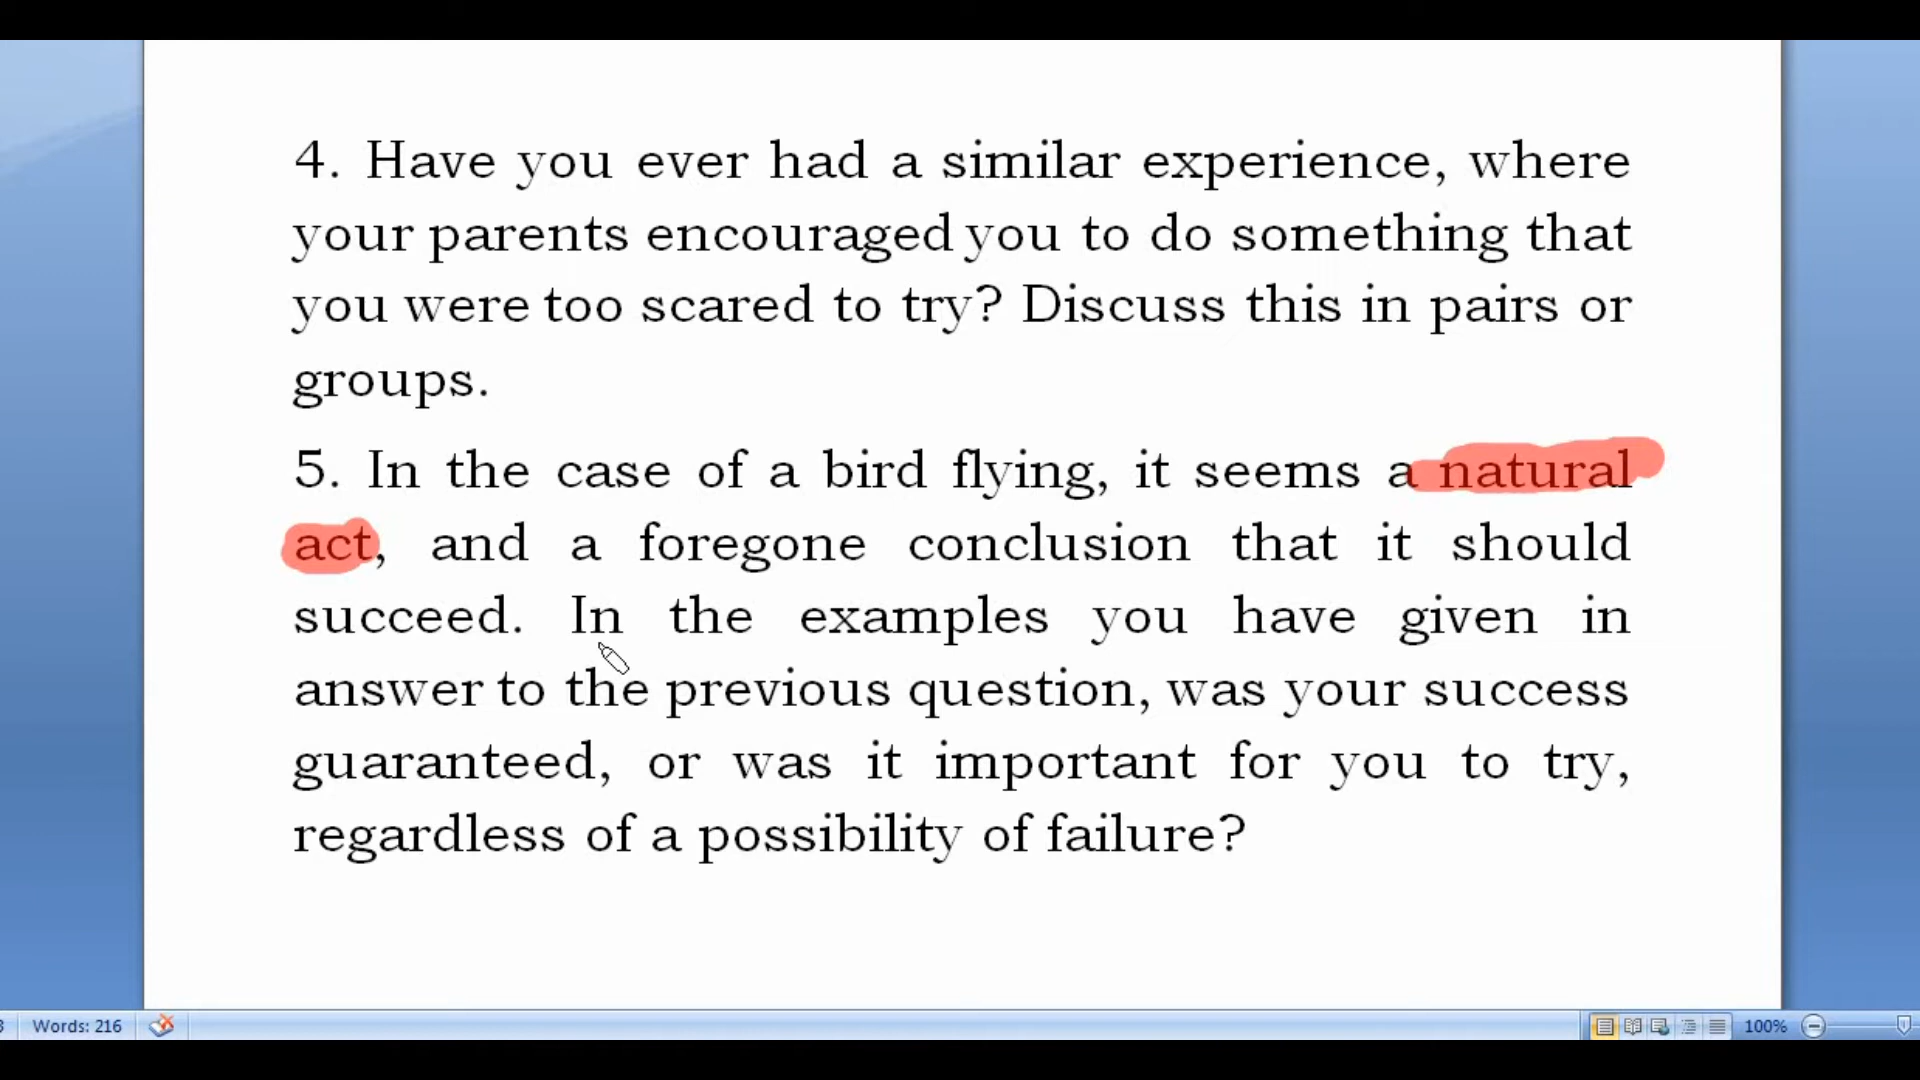 4. Have you ever had a similar experience, where
your parents encouraged you to do something that
you were too scared to try? Discuss this in pairs or
groups.
5. In the case of a bird flying, it seems a natural
act, and a foregone conclusion that it should
succeed. In the examples you have given in
answer to the previous question, was your success
guaranteed, or was it important for you to try,
regardless of a possibility of failure?
3 Words: 216 100%